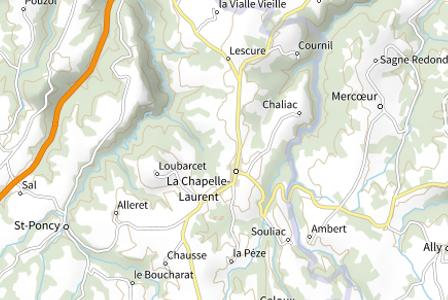 Pouzol
la Vialle Vieille
Lescure
Cournil
Sagne Redonde
Chaliac
Mercœur
Loubarcet
La Chapelle-
Laurent
Sal
Alleret
St-Poncy
Souliac
Ambert
Ally
Chausse
la Pèze
le Boucharat